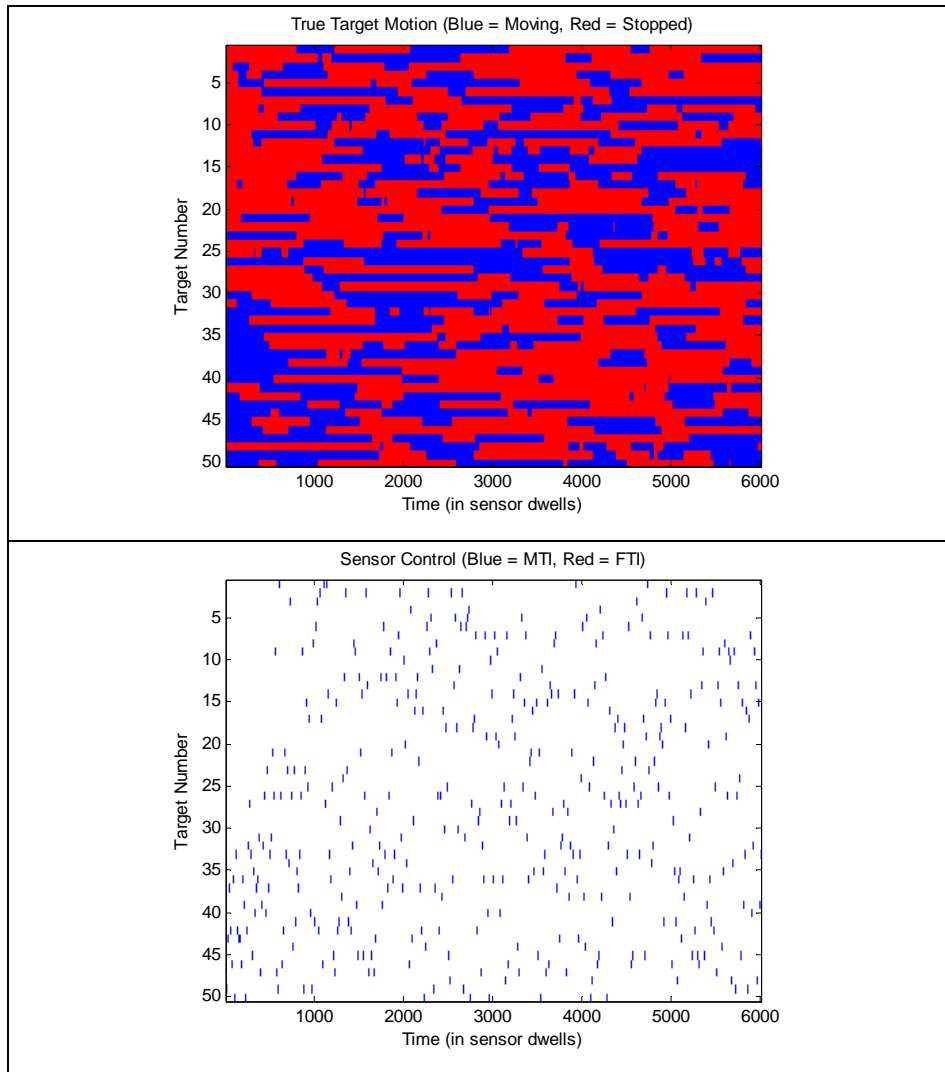 True Target Motion (Blue = Moving, Red = Stopped)
5
10
15
20
25
30
35
40
45
50
Target Number
1000 2000 3000 4000 5000 6000
Time (in sensor dwells)
Sensor Control (Blue = MTI, Red = FTI)
5
10
15
20
25
30
35
40
45
50
Target Number
1000 2000 3000 4000 5000 6000
Time (in sensor dwells)